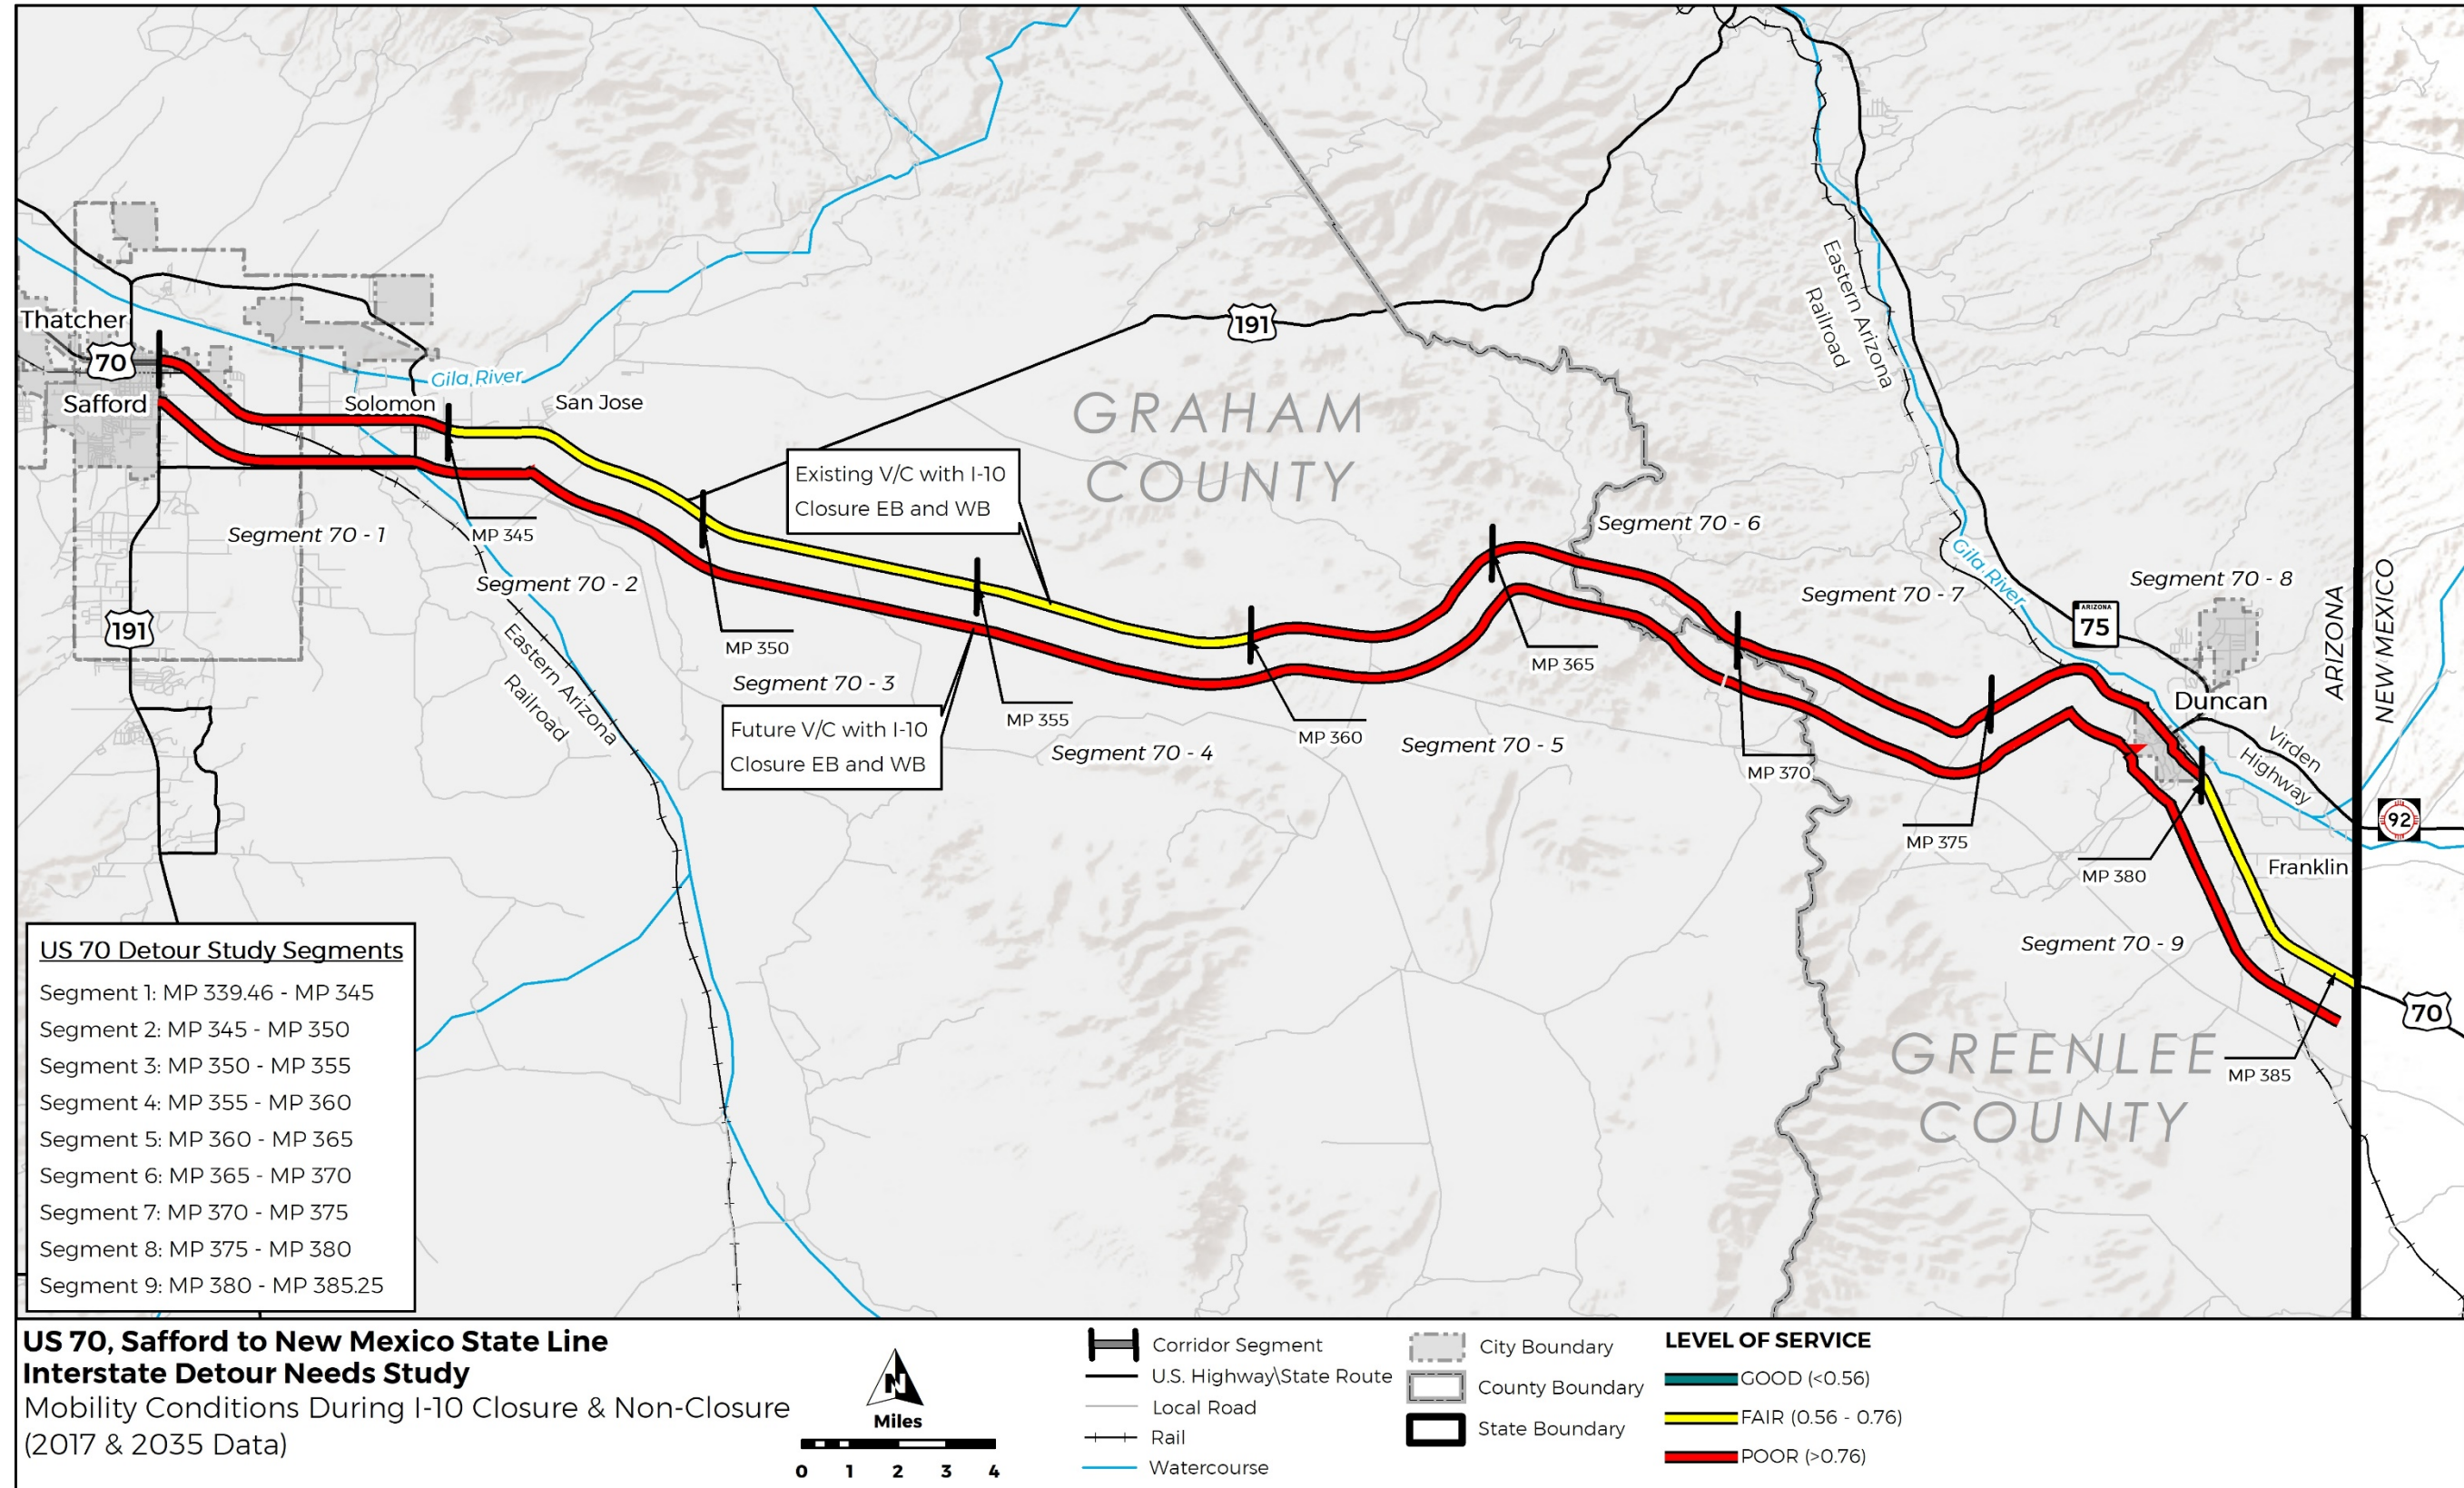 Thatcher
70
Safford
Solomon
Gila River
San Jose
191
GRAHAM
COUNTY
Existing V/C with I-10
Closure EB and WB
Eastern Arizona
Railroad
Segment 70 - 1
MP 345
Segment 70 - 2
191
Eastern Arizona
Railroad
MP 350
Segment 70 - 3
Future V/C with I-10
Closure EB and WB
MP 355
Segment 70 - 4
MP 360
Segment 70 - 5
MP 365
Segment 70 - 6
MP 370
Segment 70 - 7
Gila River
MP 375
ARIZONA
75
Segment 70 - 8
Duncan
Virden
Highway
ARIZONA
NEW MEXICO
92
MP 380
Franklin
Segment 70 - 9
70
MP 385
GREENLEE
COUNTY
US 70 Detour Study Segments
Segment 1: MP 339.46 - MP 345
Segment 2: MP 345 - MP 350
Segment 3: MP 350 - MP 355
Segment 4: MP 355 - MP 360
Segment 5: MP 360 - MP 365
Segment 6: MP 365 - MP 370
Segment 7: MP 370 - MP 375
Segment 8: MP 375 - MP 380
Segment 9: MP 380 - MP 385.25
US 70, Safford to New Mexico State Line
Interstate Detour Needs Study
Mobility Conditions During I-10 Closure & Non-Closure
(2017 & 2035 Data)
N
Miles
0 1 2 3 4
Corridor Segment
U.S. Highway\State Route
Local Road
Rail
Watercourse
City Boundary
County Boundary
State Boundary
LEVEL OF SERVICE
GOOD (<0.56)
FAIR (0.56 - 0.76)
POOR (>0.76)